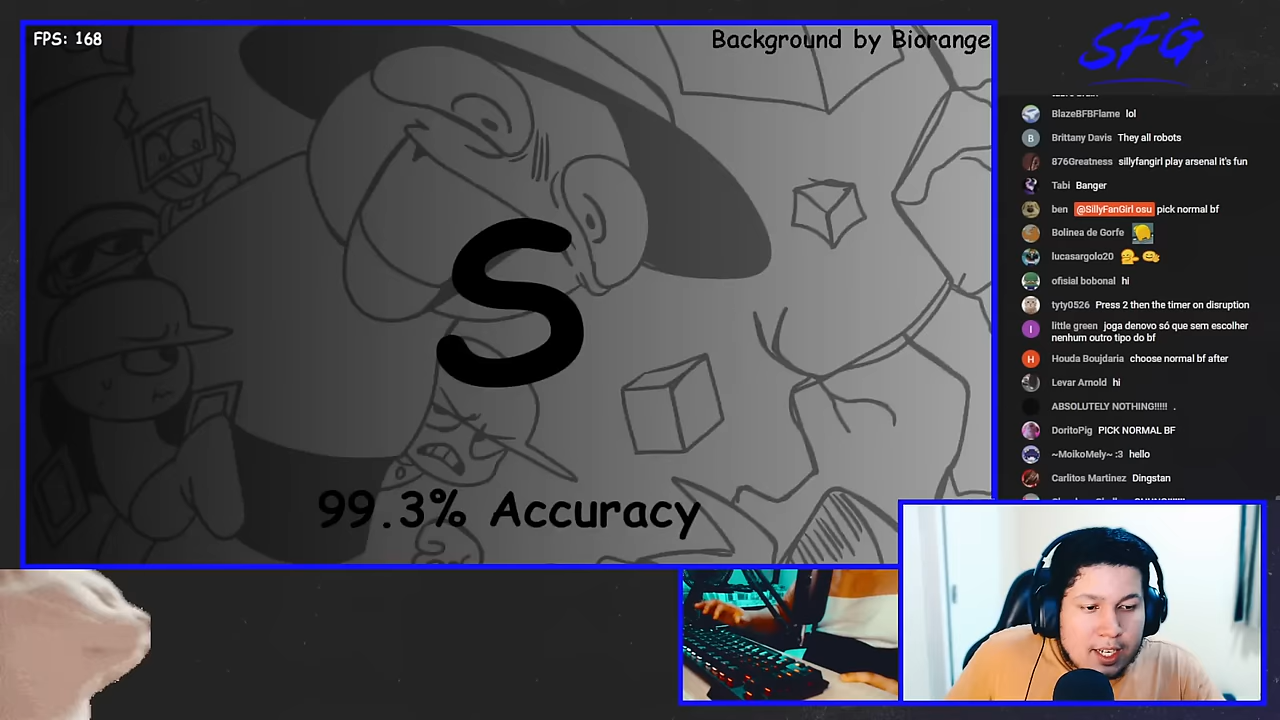 FPS: 168
Background by Biorange
SFG
BlazeBFBFlame lol
B Brittany Davis They all robots
876Greatness sillyfangirl play arsenal it's fun
Tabi Banger
ben @SillyFanGirl osu pick normal bf
Bolinea de Gorfe
lucasargolo20
ofisial bobonal hi
tyty0526 Press 2 then the timer on disruption
l little green joga denovo só que sem escolher
nenhum outro tipo do bf
H Houda Boujdaria choose normal bf after
Levar Arnold hi
ABSOLUTELY NOTHING!!!!! .
DoritoPig PICK NORMAL BF
~MoikoMely~ :3 hello
Carlitos Martinez Dingstan
S
99.3% Accuracy